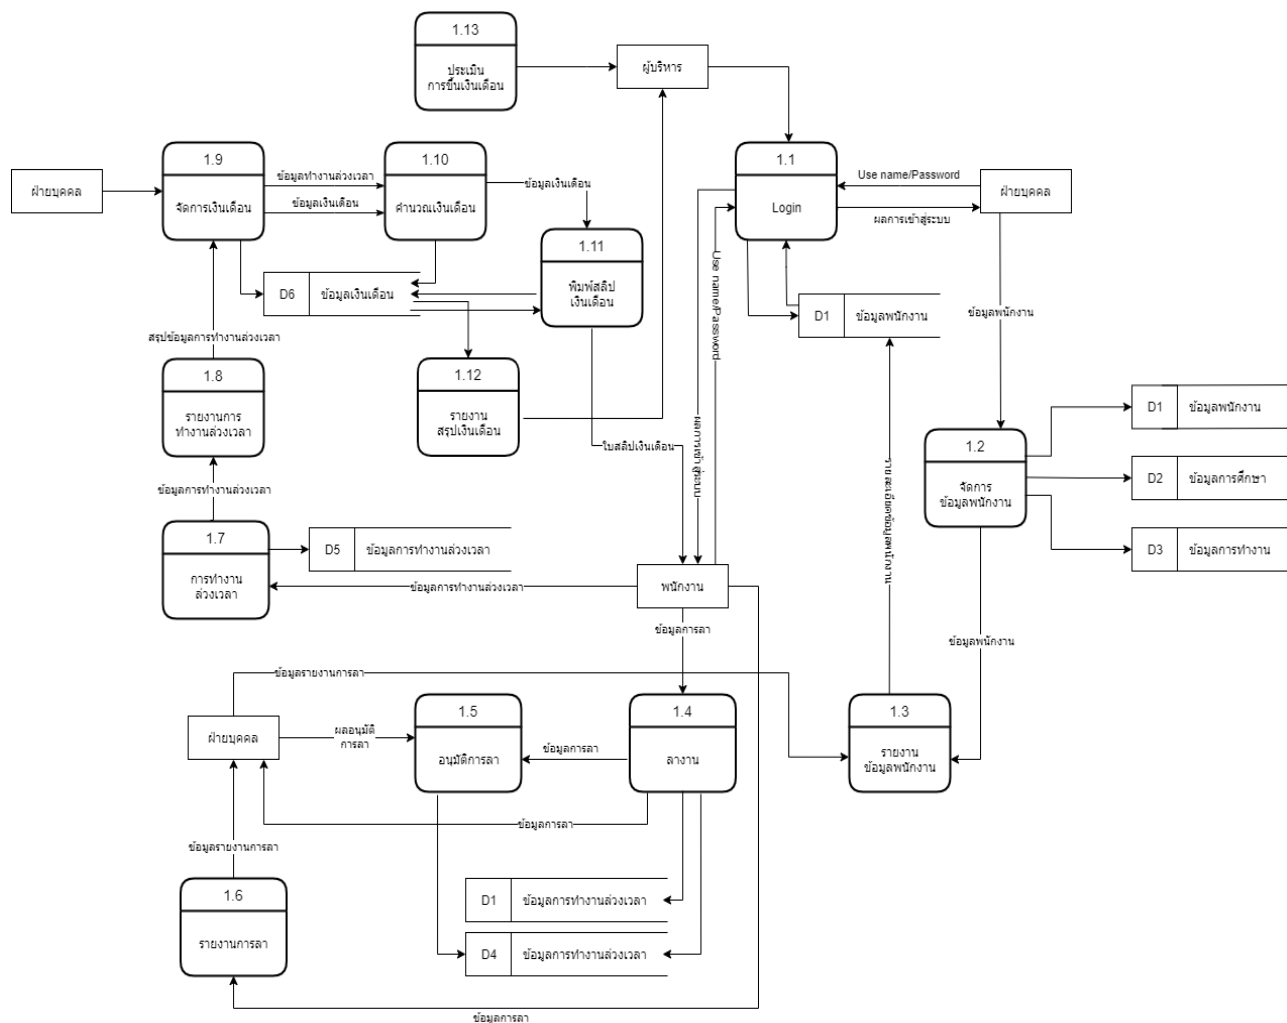 1.13
ประเมิน
การขึ้นเงินเดือน
ผู้บริหาร
1.9
จัดการเงินเดือน
ฝ่ายบุคคล
ข้อมูลทำงานล่วงเวลา
ข้อมูลเงินเดือน
1.10
คำนวณเงินเดือน
ข้อมูลเงินเดือน
1.1
Login
Use name/Password
ผลการเข้าสู่ระบบ
ฝ่ายบุคคล
1.11
พิมพ์สลิป
เงินเดือน
D6
ข้อมูลเงินเดือน
Use name/Password
D1
ข้อมูลพนักงาน
ข้อมูลพนักงาน
สรุปข้อมูลการทำงานล่วงเวลา
1.8
รายงานการ
ทำงานล่วงเวลา
1.12
รายงาน
สรุปเงินเดือน
ใบสลิปเงินเดือน
ผลการเข้าสู่ระบบ
รายละเอียดข้อมูลพนักงาน
1.2
จัดการ
ข้อมูลพนักงาน
D1
ข้อมูลพนักงาน
D2
ข้อมูลการศึกษา
D3
ข้อมูลการทำงาน
ข้อมูลการทำงานล่วงเวลา
1.7
การทำงาน
ล่วงเวลา
D5
ข้อมูลการทำงานล่วงเวลา
ข้อมูลการทำงานล่วงเวลา
พนักงาน
ข้อมูลการลา
ข้อมูลพนักงาน
ข้อมูลรายงานการลา
ฝ่ายบุคคล
ผลอนุมัติ
การลา
1.5
อนุมัติการลา
ข้อมูลการลา
1.4
ลางาน
1.3
รายงาน
ข้อมูลพนักงาน
ข้อมูลการลา
ข้อมูลรายงานการลา
1.6
รายงานการลา
D1
ข้อมูลการทำงานล่วงเวลา
D4
ข้อมูลการทำงานล่วงเวลา
ข้อมูลการลา